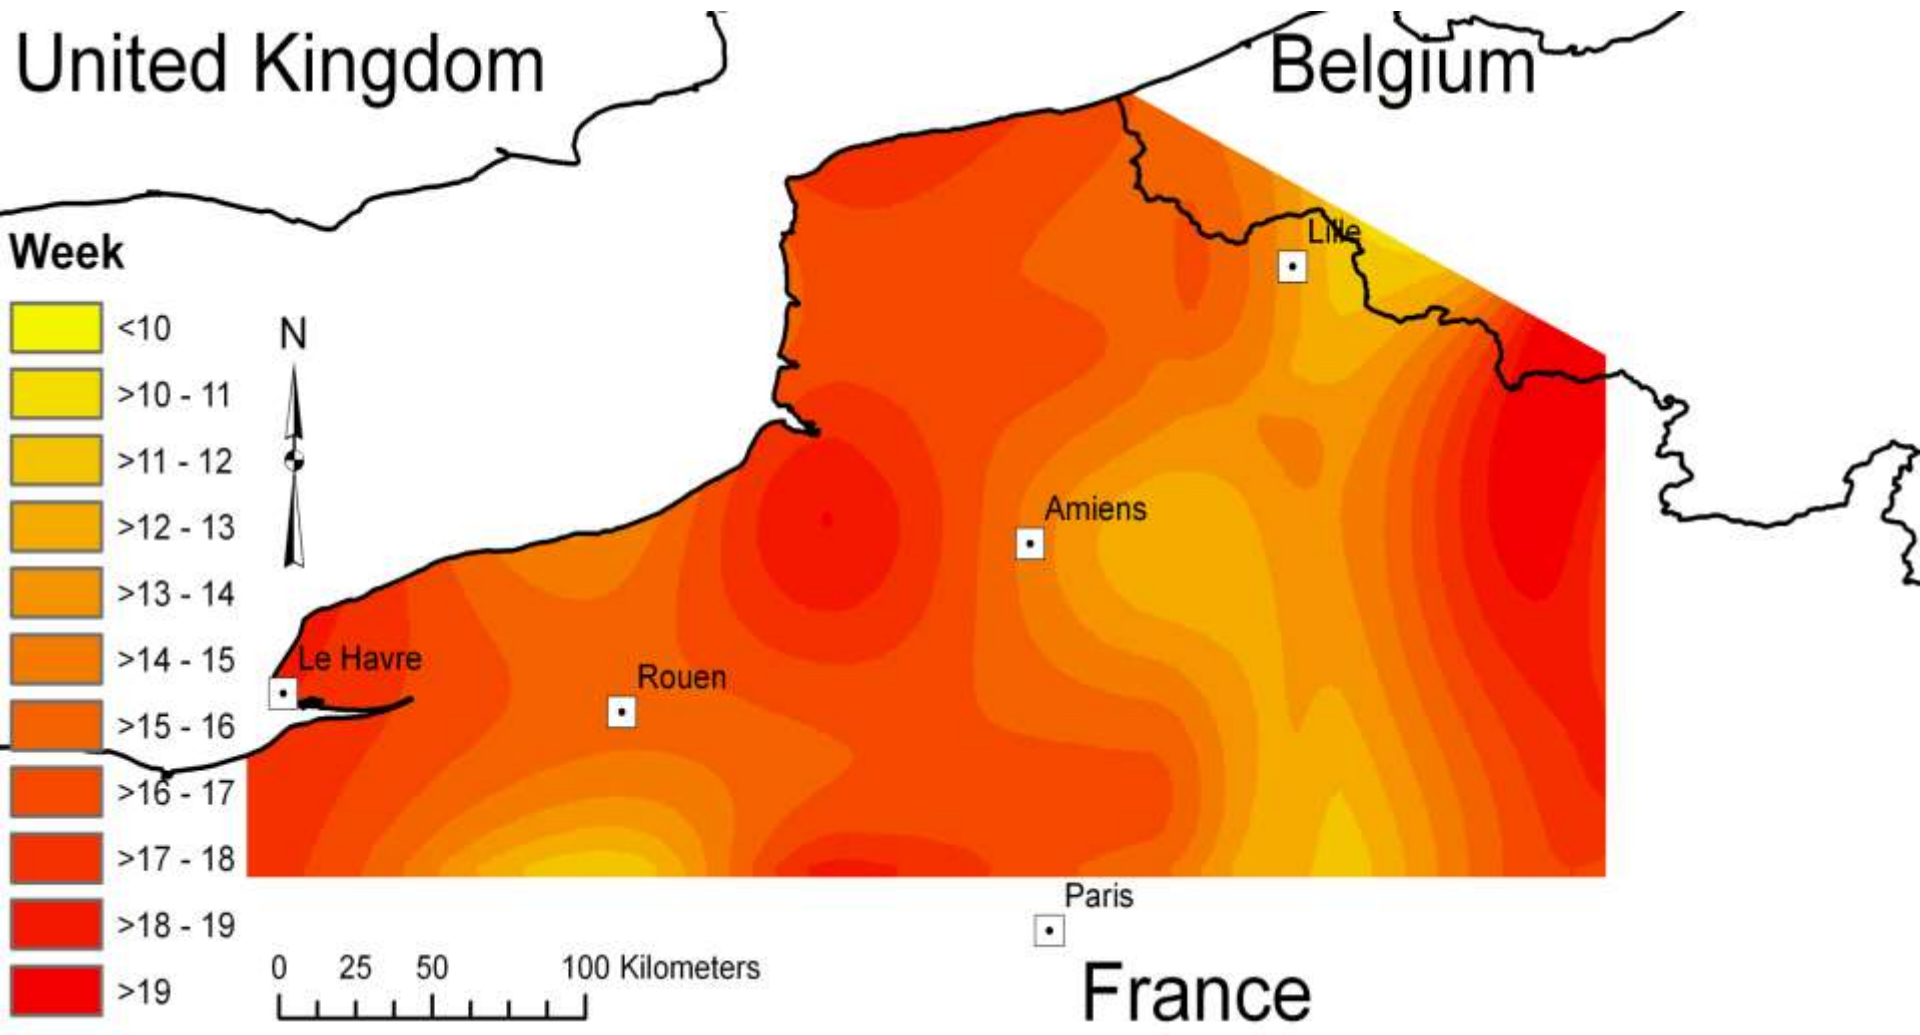 United Kingdom
Belgium
Week
<10
>10 - 11
>11 - 12
>12 - 13
>13 - 14
>14 - 15
>15 - 16
>16 - 17
>17 - 18
>18 - 19
>19
N
Lille
Amiens
Le Havre
Rouen
Paris
France
0 25 50 100 Kilometers